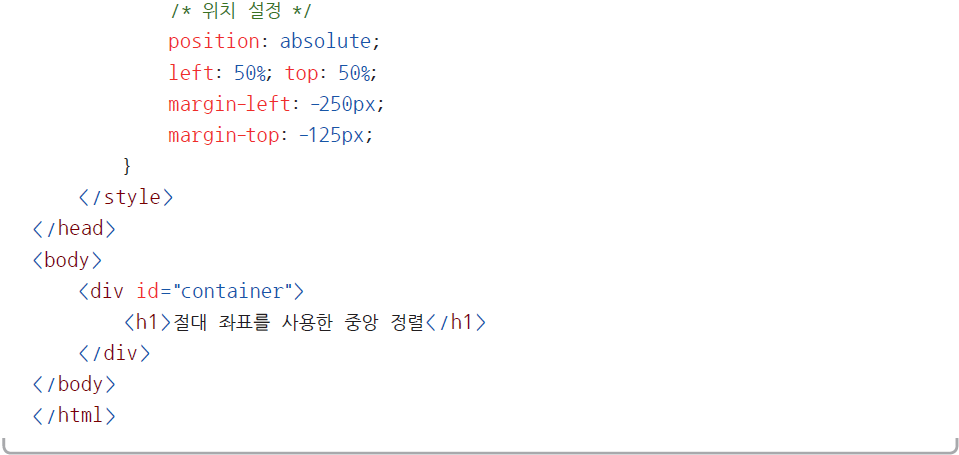 /* 위치 설정 */
position: absolute;
left: 50%; top: 50%;
margin-left: -250px;
margin-top: -125px;
}
</style>
</head>
<body>
<div id="container">
<h1>절대 좌표를 사용한 중앙 정렬</h1>
</div>
</body>
</html>